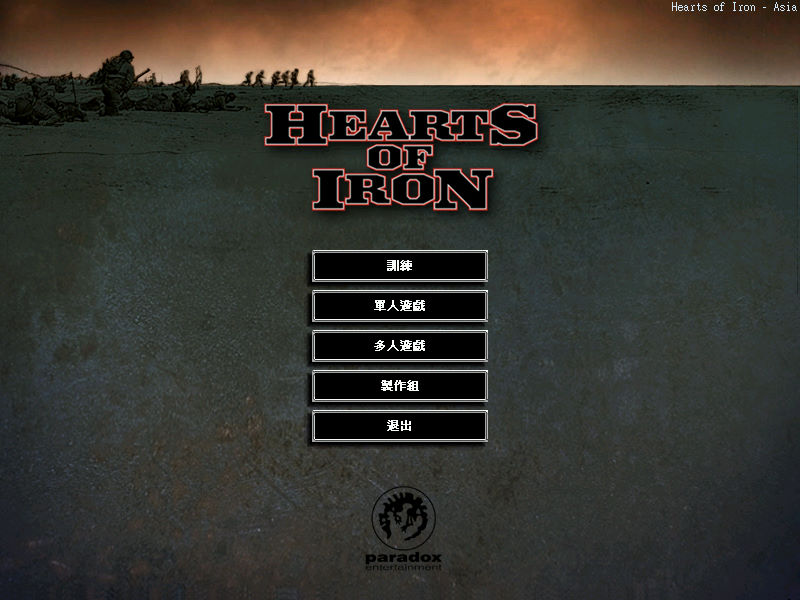 Hearts of Iron - Asia
HEARTS
OF
IRON
訓練
單人遊戲
多人遊戲
製作組
退出
paradox
entertainment